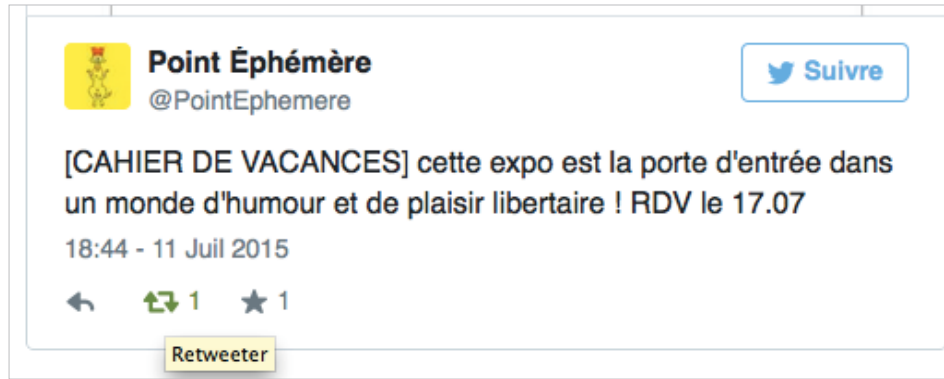 Point Éphémère
Suivre
@PointEphemere
[CAHIER DE VACANCES] cette expo est la porte d'entrée dans
un monde d'humour et de plaisir libertaire ! RDV le 17.07
18:44 - 11 Juil 2015
1
1
Retweeter